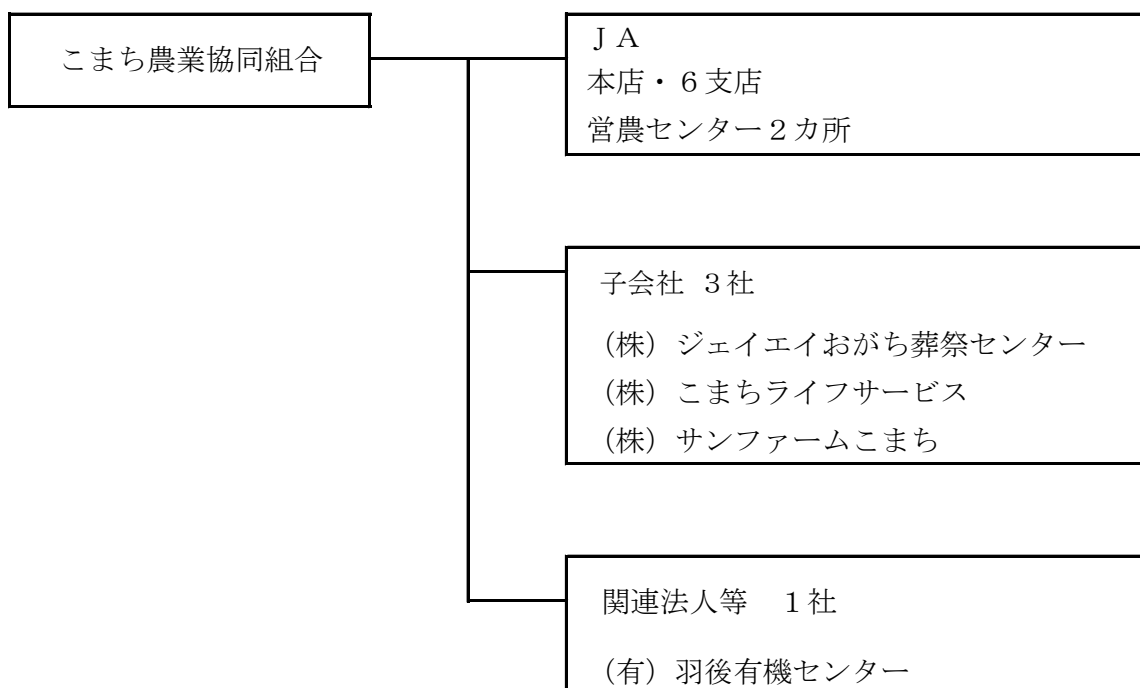 こまち農業協同組合
ＪＡ
本店・６支店
営農センター２カ所
子会社 ３社
（株）ジェイエイおがち葬祭センター
（株）こまちライフサービス
（株）サンファームこまち
関連法人等　１社
（有）羽後有機センター